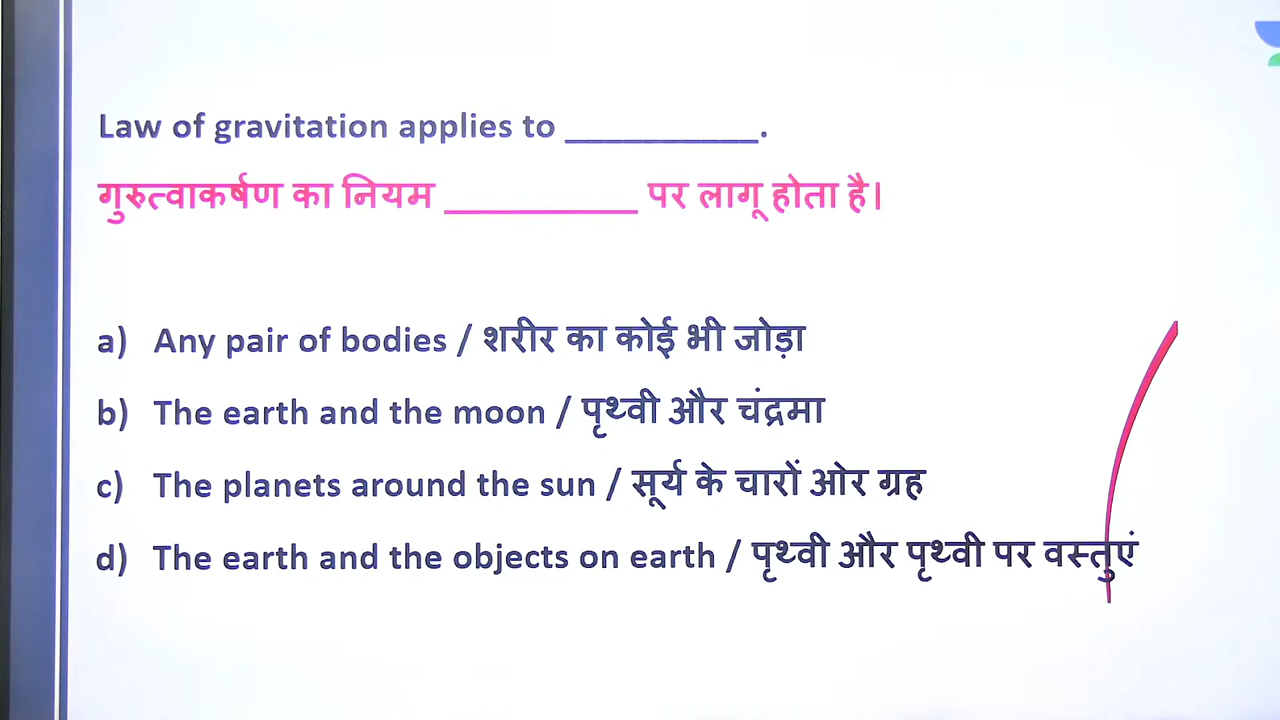 Law of gravitation applies to __________.
गुरुत्वाकर्षण का नियम __________ पर लागू होता है।
a) Any pair of bodies / शरीर का कोई भी जोड़ा
b) The earth and the moon / पृथ्वी और चंद्रमा
c) The planets around the sun / सूर्य के चारों ओर ग्रह
d) The earth and the objects on earth / पृथ्वी और पृथ्वी पर वस्तुएं